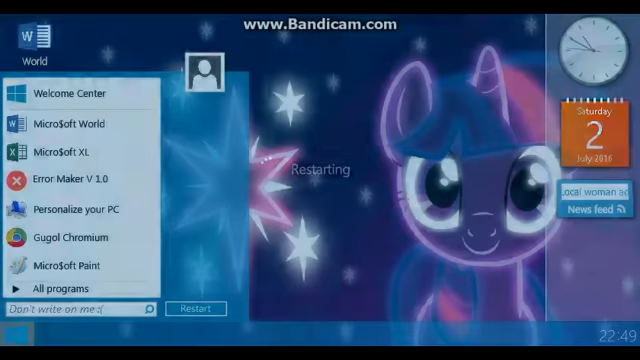 www.Bandicam.com
World
Welcome Center
Micro$oft World
Micro$oft XL
Error Maker V 1.0
Personalize your PC
Gugol Chromium
Micro$oft Paint
All programs
Don't write on me :(
Restart
Restarting
Saturday
2
July 2016
Local woman ac
News feed
22:49